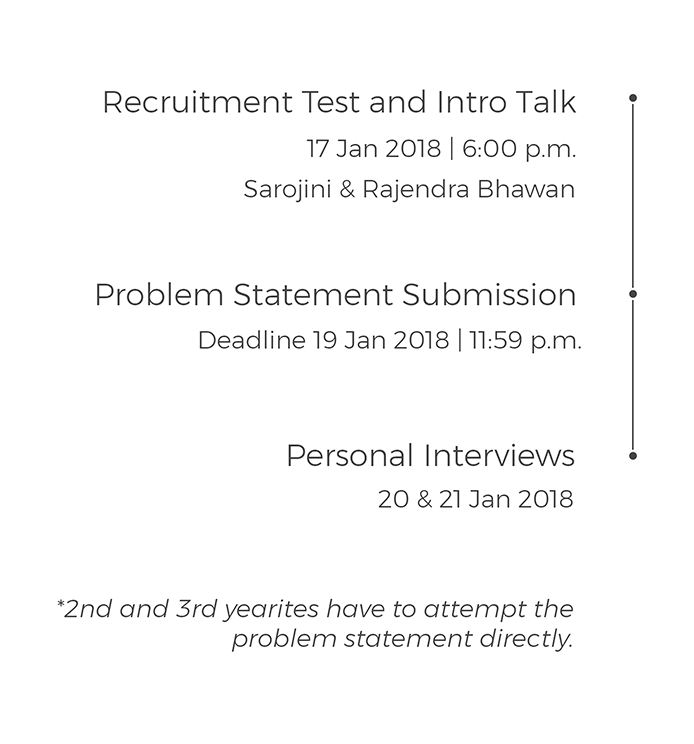 Recruitment Test and Intro Talk
17 Jan 2018 | 6:00 p.m.
Sarojini & Rajendra Bhawan
Problem Statement Submission
Deadline 19 Jan 2018 | 11:59 p.m.
Personal Interviews
20 & 21 Jan 2018
*2nd and 3rd yearites have to attempt the
problem statement directly.